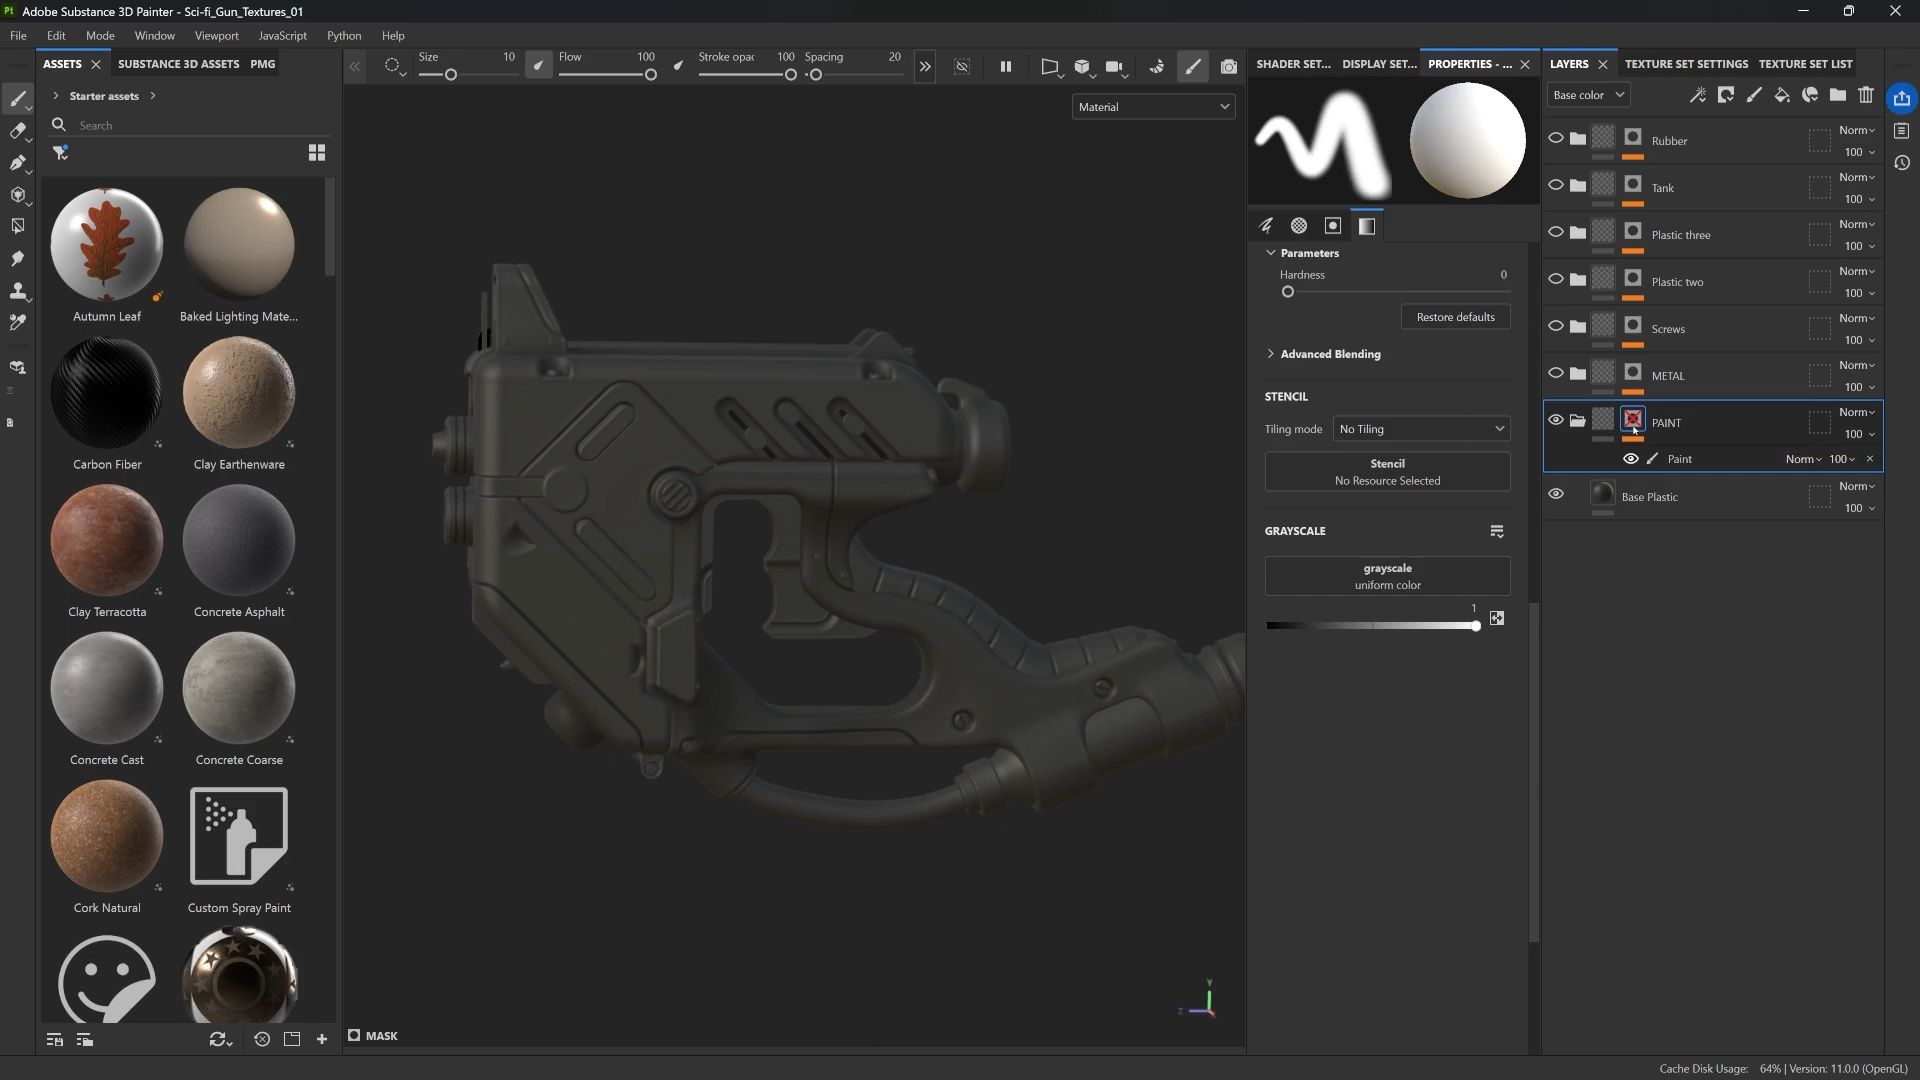 Pt Adobe Substance 3D Painter - Sci-fi_Gun_Textures_01
File Edit Mode Window Viewport JavaScript Python Help
ASSETS SUBSTANCE 3D ASSETS PMG
Size 10 Flow 100 Stroke opac 100 Spacing 20
SHADER SET... DISPLAY SET... PROPERTIES - ...
LAYERS TEXTURE SET SETTINGS TEXTURE SET LIST
Starter assets
Search
Material
Base color
Autumn Leaf
Baked Lighting Mate...
Carbon Fiber
Clay Earthenware
Clay Terracotta
Concrete Asphalt
Concrete Cast
Concrete Coarse
Cork Natural
Custom Spray Paint
MASK
Y
Z
Parameters
Hardness 0
Restore defaults
Advanced Blending
STENCIL
Tiling mode No Tiling
Stencil
No Resource Selected
GRAYSCALE
grayscale
uniform color
1
Rubber Norm
100
Tank Norm
100
Plastic three Norm
100
Plastic two Norm
100
Screws Norm
100
METAL Norm
100
PAINT Norm
100
Paint Norm 100
Base Plastic Norm
100
Cache Disk Usage: 64% | Version: 11.0.0 (OpenGL)